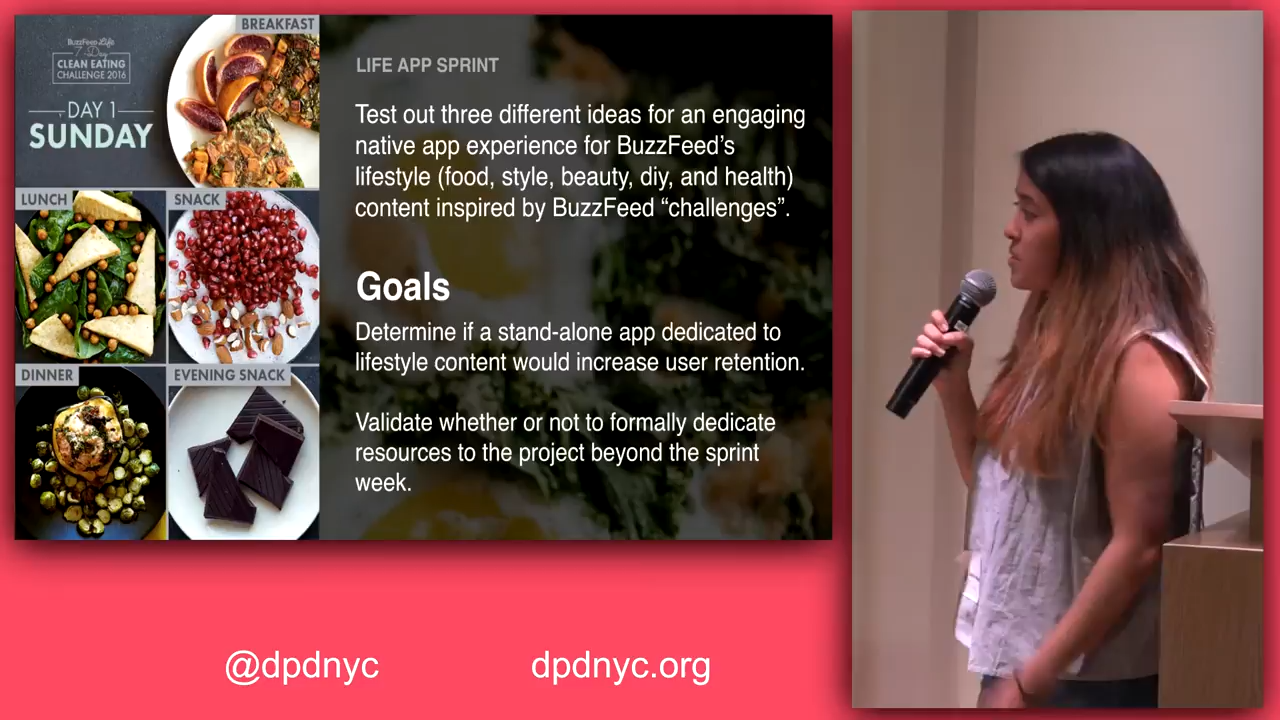 BREAKFAST
BuzzFeed Life
7-Day
CLEAN EATING
CHALLENGE 2016
DAY 1
SUNDAY
LUNCH
SNACK
DINNER
EVENING SNACK
LIFE APP SPRINT
Test out three different ideas for an engaging
native app experience for BuzzFeed’s
lifestyle (food, style, beauty, diy, and health)
content inspired by BuzzFeed “challenges”.
Goals
Determine if a stand-alone app dedicated to
lifestyle content would increase user retention.
Validate whether or not to formally dedicate
resources to the project beyond the sprint
week.
@dpdnyc
dpdnyc.org